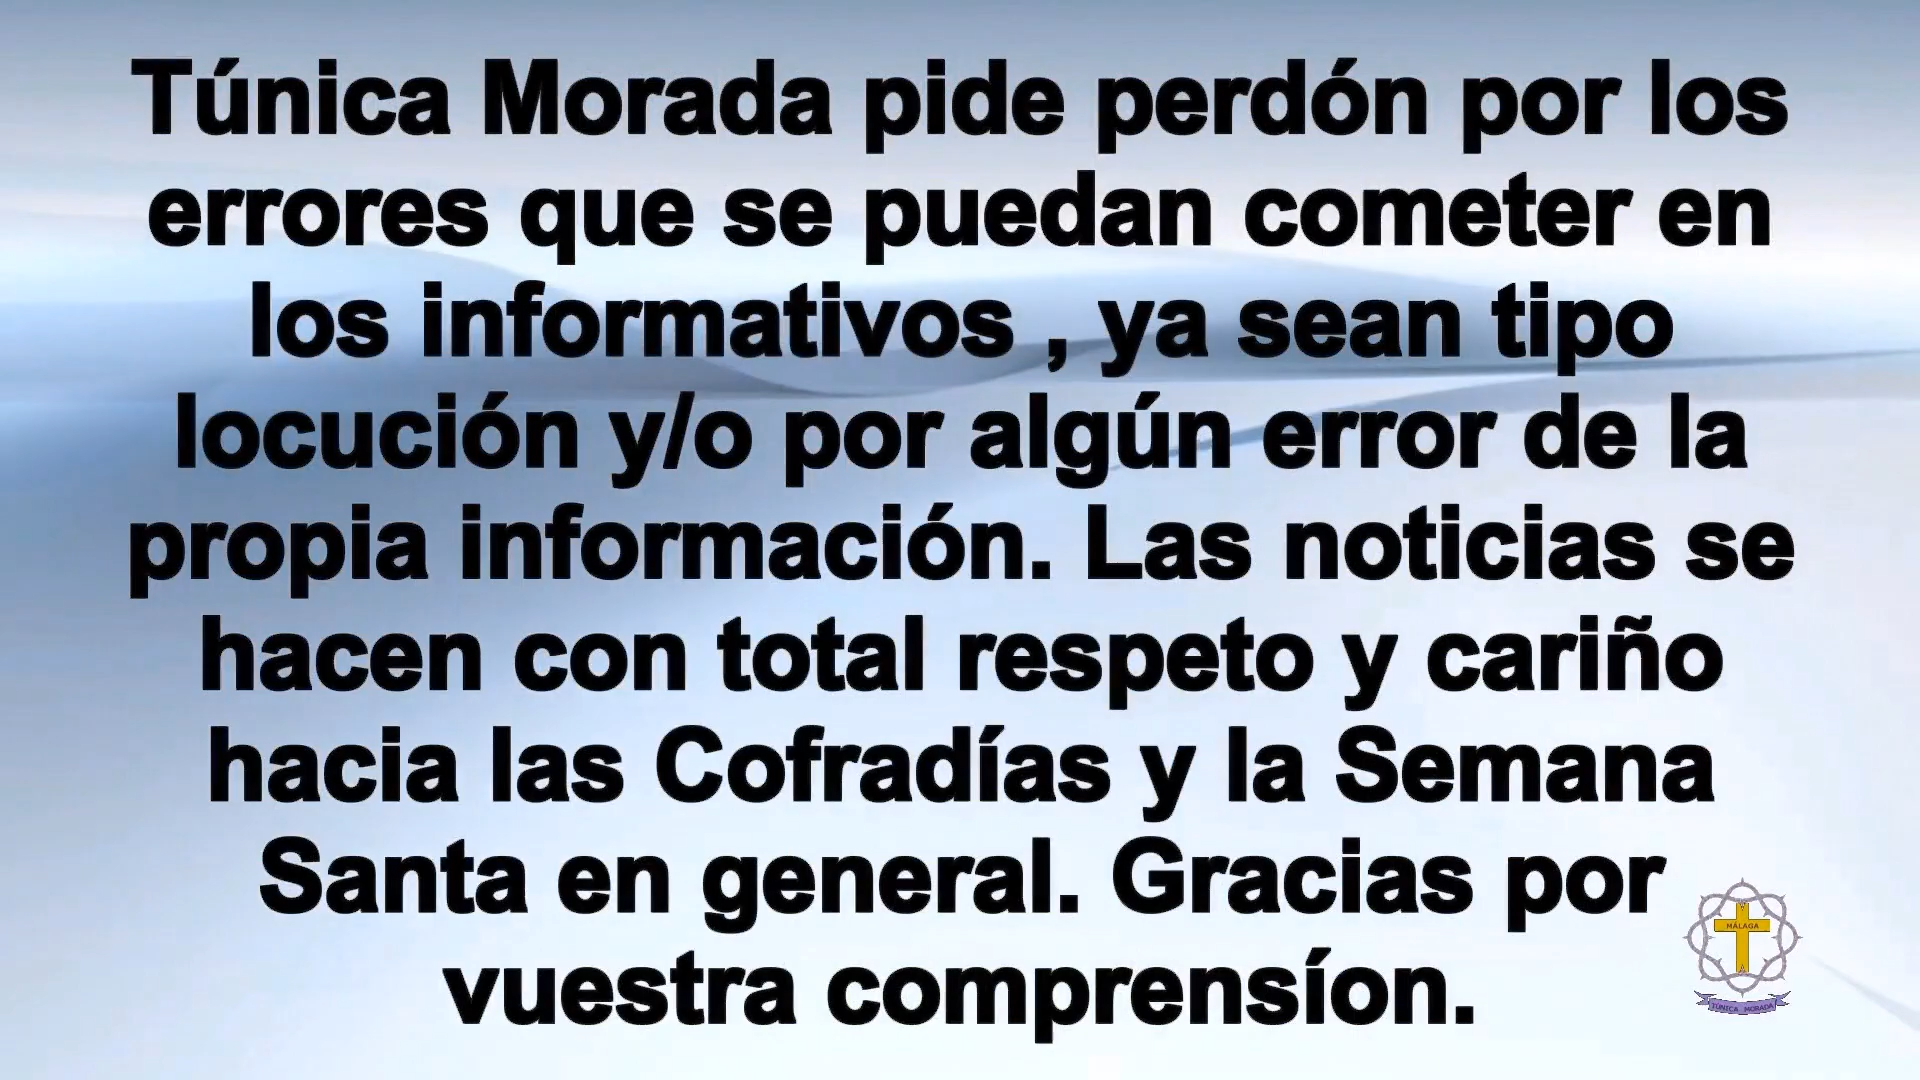 Túnica Morada pide perdón por los
errores que se puedan cometer en
los informativos , ya sean tipo
locución y/o por algún error de la
propia información. Las noticias se
hacen con total respeto y cariño
hacia las Cofradías y la Semana
Santa en general. Gracias por
vuestra comprensíon.
MÁLAGA
TÚNICA MORADA